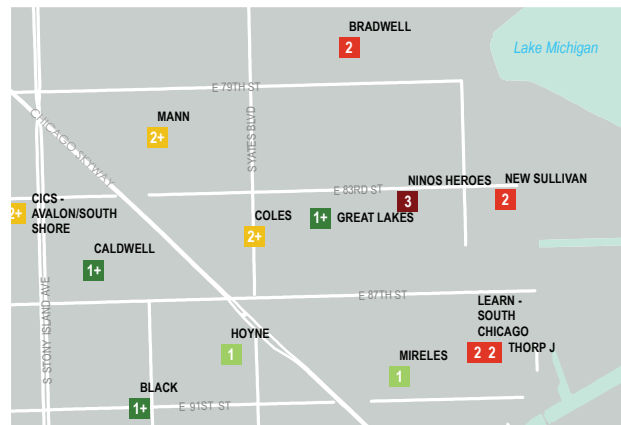 BRADWELL
2
Lake Michigan
E 79TH ST
CHICAGO SKYWAY
S YATES BLVD
MANN
2+
E 83RD ST
NINOS HEROES
3
NEW SULLIVAN
2
CICS -
AVALON/SOUTH
SHORE
2+
COLES
2+
1+
GREAT LAKES
CALDWELL
1+
S STONY ISLAND AVE
E 87TH ST
LEARN -
SOUTH
CHICAGO
THORP J
2 2
HOYNE
1
MIRELES
1
BLACK
1+
E 91ST ST